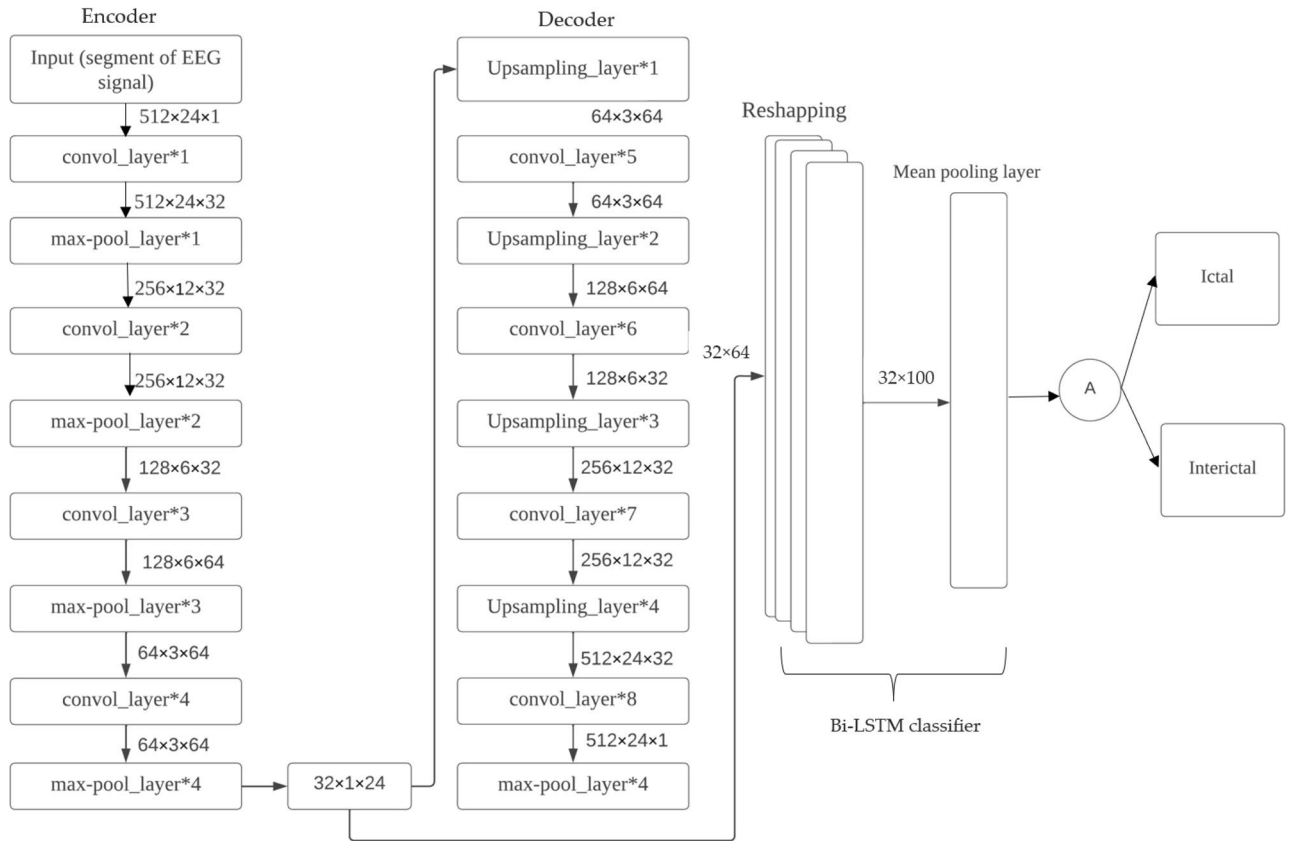 Encoder
Input (segment of EEG
signal)
512×24×1
convol_layer*1
512×24×32
max-pool_layer*1
256×12×32
convol_layer*2
256×12×32
max-pool_layer*2
128×6×32
convol_layer*3
128×6×64
max-pool_layer*3
64×3×64
convol_layer*4
64×3×64
max-pool_layer*4
32×1×24
Decoder
Upsampling_layer*1
64×3×64
convol_layer*5
64×3×64
Upsampling_layer*2
128×6×64
convol_layer*6
128×6×32
Upsampling_layer*3
256×12×32
convol_layer*7
256×12×32
Upsampling_layer*4
512×24×32
convol_layer*8
512×24×1
max-pool_layer*4
32×64
Reshapping
32×100
Mean pooling layer
Bi-LSTM classifier
A
Ictal
Interictal